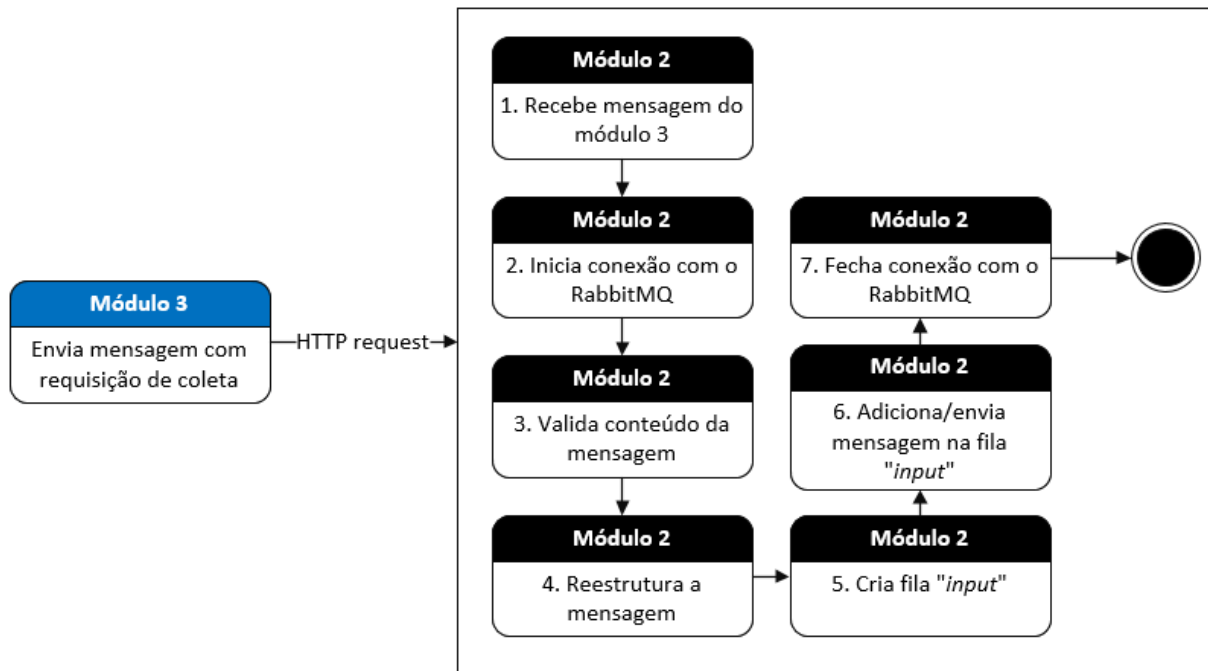 Módulo 3
Envia mensagem com
requisição de coleta
HTTP request
Módulo 2
1. Recebe mensagem do
módulo 3
Módulo 2
2. Inicia conexão com o
RabbitMQ
Módulo 2
3. Valida conteúdo da
mensagem
Módulo 2
4. Reestrutura a
mensagem
Módulo 2
5. Cria fila "input"
Módulo 2
6. Adiciona/envia
mensagem na fila
"input"
Módulo 2
7. Fecha conexão com o
RabbitMQ